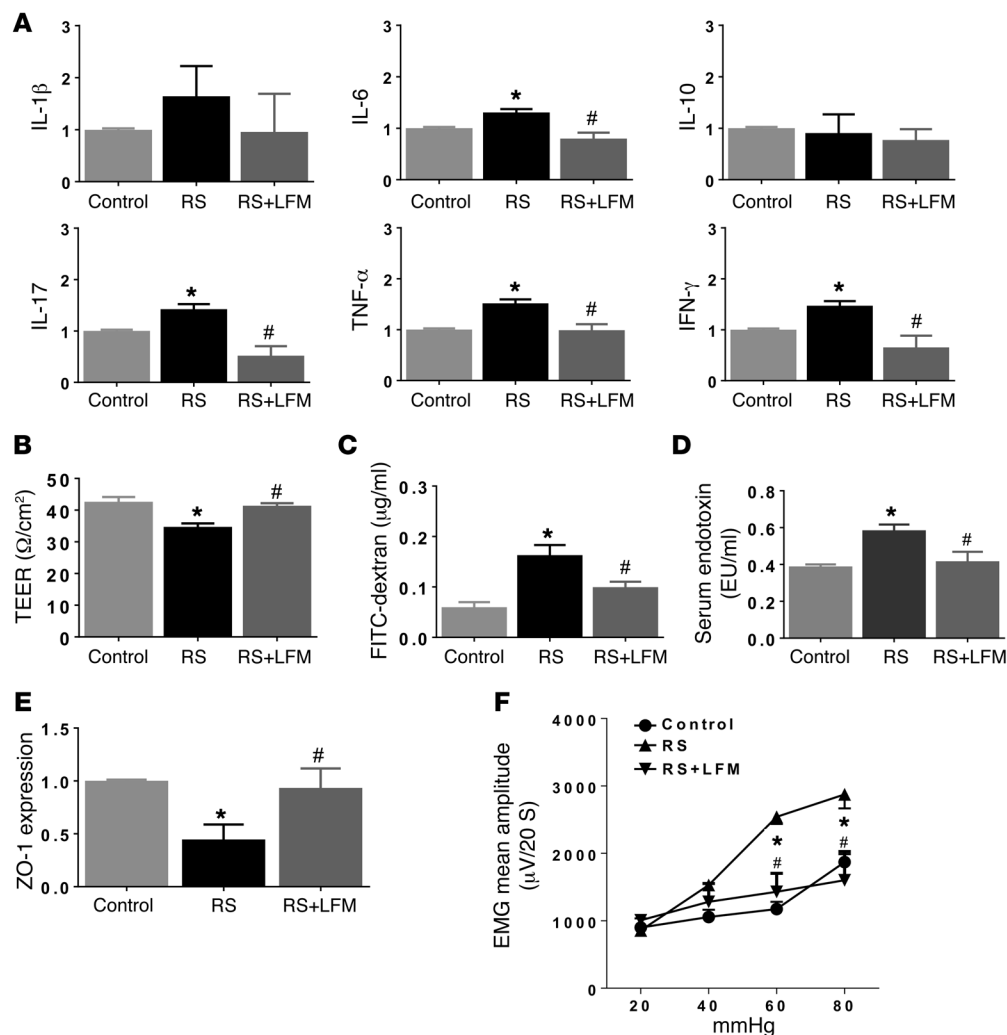 A
IL-1β
3
2
1
0
Control RS RS+LFM
IL-6
3
2
1
0
*
#
Control RS RS+LFM
IL-10
3
2
1
0
Control RS RS+LFM
IL-17
3
2
1
0
*
#
Control RS RS+LFM
TNF-α
3
2
1
0
*
#
Control RS RS+LFM
IFN-γ
3
2
1
0
*
#
Control RS RS+LFM
B
TEER (Ω/cm²)
50
40
30
20
10
0
*
#
Control RS RS+LFM
C
FITC-dextran (μg/ml)
0.3
0.2
0.1
0.0
*
#
Control RS RS+LFM
D
Serum endotoxin
(EU/ml)
0.8
0.6
0.4
0.2
0.0
*
#
Control RS RS+LFM
E
ZO-1 expression
1.5
1.0
0.5
0.0
*
#
Control RS RS+LFM
F
EMG mean amplitude
(μV/20 S)
4000
3000
2000
1000
0
Control
RS
RS+LFM
*
#
*
#
20 40 60 80
mmHg